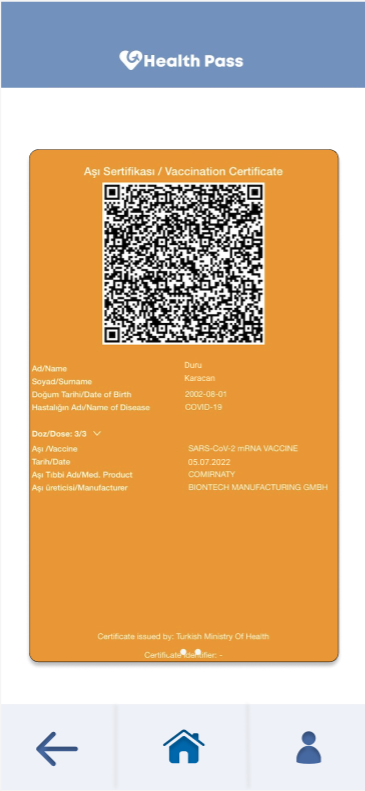 Health Pass
Aşı Sertifikası / Vaccination Certificate
Ad/Name Duru
Soyad/Surname Karacan
Doğum Tarihi/Date of Birth 2002-08-01
Hastalığın Adı/Name of Disease COVID-19
Doz/Dose: 3/3
Aşı /Vaccine SARS-CoV-2 mRNA VACCINE
Tarih/Date 05.07.2022
Aşı Tıbbi Adı/Med. Product COMIRNATY
Aşı üreticisi/Manufacturer BIONTECH MANUFACTURING GMBH
Certificate issued by: Turkish Ministry Of Health
Certificate Identifier: -